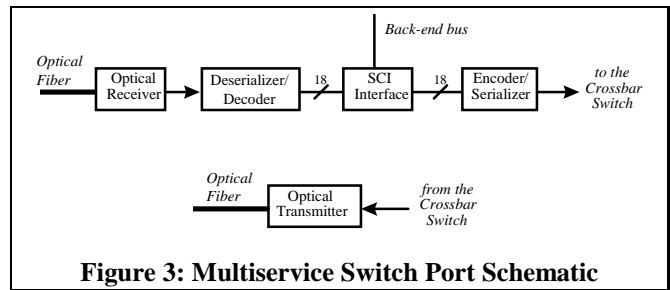 Back-end bus
Optical
Fiber
Optical
Receiver
Deserializer/
Decoder
18
SCI
Interface
18
Encoder/
Serializer
to the
Crossbar
Switch
Optical
Fiber
Optical
Transmitter
from the
Crossbar
Switch
Figure 3: Multiservice Switch Port Schematic